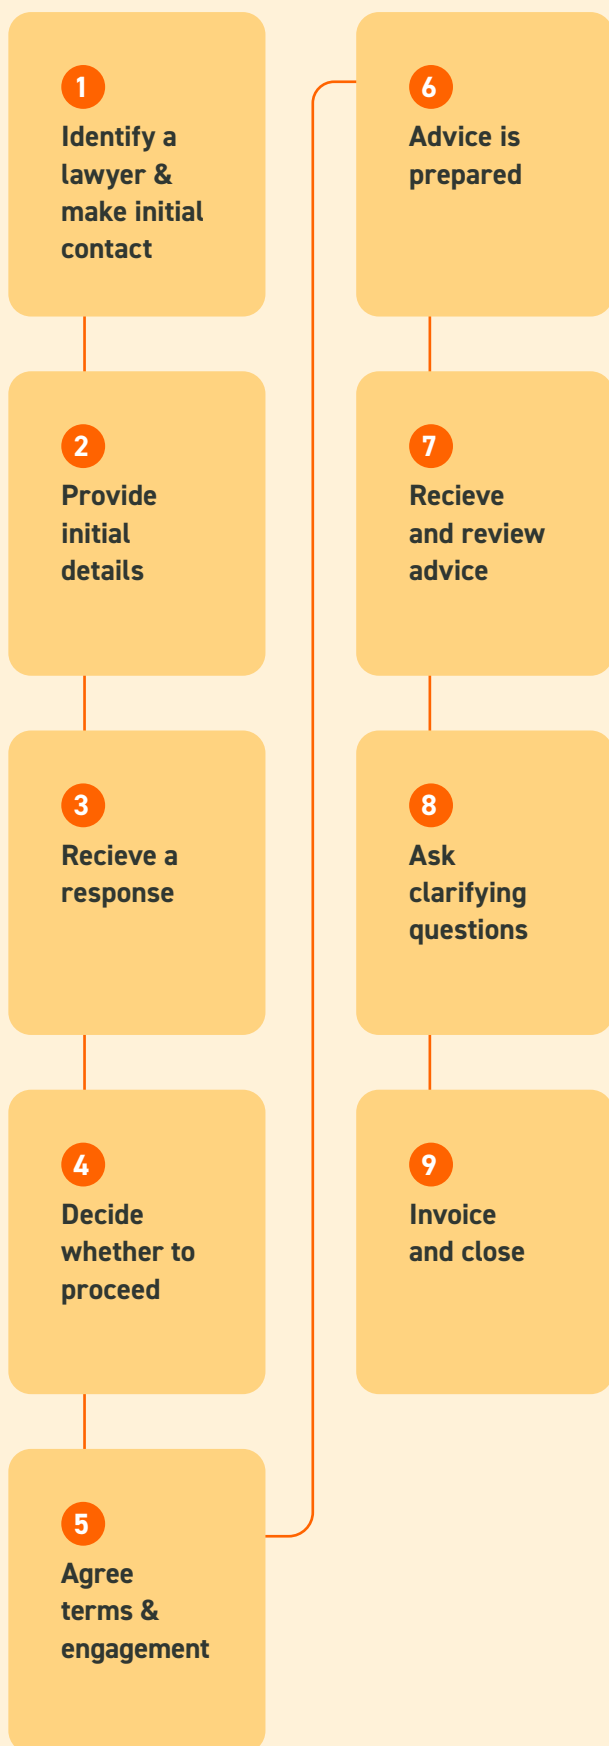 1
Identify a
lawyer &
make initial
contact
2
Provide
initial
details
3
Recieve a
response
4
Decide
whether to
proceed
5
Agree
terms &
engagement
6
Advice is
prepared
7
Recieve
and review
advice
8
Ask
clarifying
questions
9
Invoice
and close